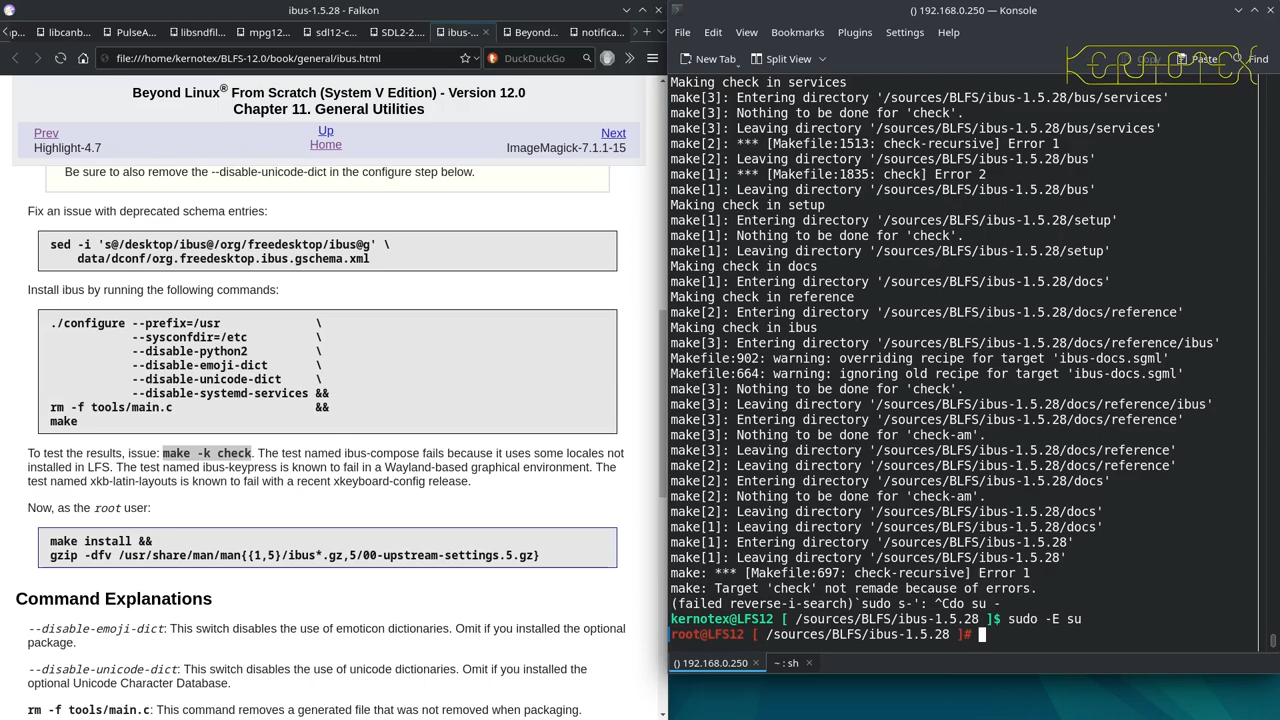 ibus-1.5.28 — Falkon
() 192.168.0.250 — Konsole
p...
libcanb...
PulseA...
libsndfil...
mpg12...
sdl12-c...
SDL2-2....
ibus-...
Beyond...
notifica...
file:///home/kernotex/BLFS-12.0/book/general/ibus.html
DuckDuckGo
File
Edit
View
Bookmarks
Plugins
Settings
Help
New Tab
Split View
Copy
Paste
Find
KERNOTEX
Beyond Linux® From Scratch (System V Edition) - Version 12.0
Chapter 11. General Utilities
Prev
Up
Next
Highlight-4.7
Home
ImageMagick-7.1.1-15
Be sure to also remove the --disable-unicode-dict in the configure step below.
Fix an issue with deprecated schema entries:
sed -i 's@/desktop/ibus@/org/freedesktop/ibus@g' \
data/dconf/org.freedesktop.ibus.gschema.xml
Install ibus by running the following commands:
./configure --prefix=/usr \
--sysconfdir=/etc \
--disable-python2 \
--disable-emoji-dict \
--disable-unicode-dict \
--disable-systemd-services &&
rm -f tools/main.c &&
make
To test the results, issue: make -k check. The test named ibus-compose fails because it uses some locales not
installed in LFS. The test named ibus-keypress is known to fail in a Wayland-based graphical environment. The
test named xkb-latin-layouts is known to fail with a recent xkeyboard-config release.
Now, as the root user:
make install &&
gzip -dfv /usr/share/man/man{{1,5}/ibus*.gz,5/00-upstream-settings.5.gz}
Command Explanations
--disable-emoji-dict: This switch disables the use of emoticon dictionaries. Omit if you installed the optional
package.
--disable-unicode-dict: This switch disables the use of unicode dictionaries. Omit if you installed the
optional Unicode Character Database.
rm -f tools/main.c: This command removes a generated file that was not removed when packaging.
Making check in services
make[3]: Entering directory '/sources/BLFS/ibus-1.5.28/bus/services'
make[3]: Nothing to be done for 'check'.
make[3]: Leaving directory '/sources/BLFS/ibus-1.5.28/bus/services'
make[2]: *** [Makefile:1513: check-recursive] Error 1
make[2]: Leaving directory '/sources/BLFS/ibus-1.5.28/bus'
make[1]: *** [Makefile:1835: check] Error 2
make[1]: Leaving directory '/sources/BLFS/ibus-1.5.28/bus'
Making check in setup
make[1]: Entering directory '/sources/BLFS/ibus-1.5.28/setup'
make[1]: Nothing to be done for 'check'.
make[1]: Leaving directory '/sources/BLFS/ibus-1.5.28/setup'
Making check in docs
make[1]: Entering directory '/sources/BLFS/ibus-1.5.28/docs'
Making check in reference
make[2]: Entering directory '/sources/BLFS/ibus-1.5.28/docs/reference'
Making check in ibus
make[3]: Entering directory '/sources/BLFS/ibus-1.5.28/docs/reference/ibus'
Makefile:902: warning: overriding recipe for target 'ibus-docs.sgml'
Makefile:664: warning: ignoring old recipe for target 'ibus-docs.sgml'
make[3]: Nothing to be done for 'check'.
make[3]: Leaving directory '/sources/BLFS/ibus-1.5.28/docs/reference/ibus'
make[3]: Entering directory '/sources/BLFS/ibus-1.5.28/docs/reference'
make[3]: Nothing to be done for 'check-am'.
make[3]: Leaving directory '/sources/BLFS/ibus-1.5.28/docs/reference'
make[2]: Leaving directory '/sources/BLFS/ibus-1.5.28/docs/reference'
make[2]: Entering directory '/sources/BLFS/ibus-1.5.28/docs'
make[2]: Nothing to be done for 'check-am'.
make[2]: Leaving directory '/sources/BLFS/ibus-1.5.28/docs'
make[1]: Leaving directory '/sources/BLFS/ibus-1.5.28/docs'
make[1]: Entering directory '/sources/BLFS/ibus-1.5.28'
make[1]: Leaving directory '/sources/BLFS/ibus-1.5.28'
make: *** [Makefile:697: check-recursive] Error 1
make: Target 'check' not remade because of errors.
(failed reverse-i-search)`sudo s-': ^Cdo su -
kernotex@LFS12 [ /sources/BLFS/ibus-1.5.28 ]$ sudo -E su
root@LFS12 [ /sources/BLFS/ibus-1.5.28 ]#
() 192.168.0.250
~ : sh